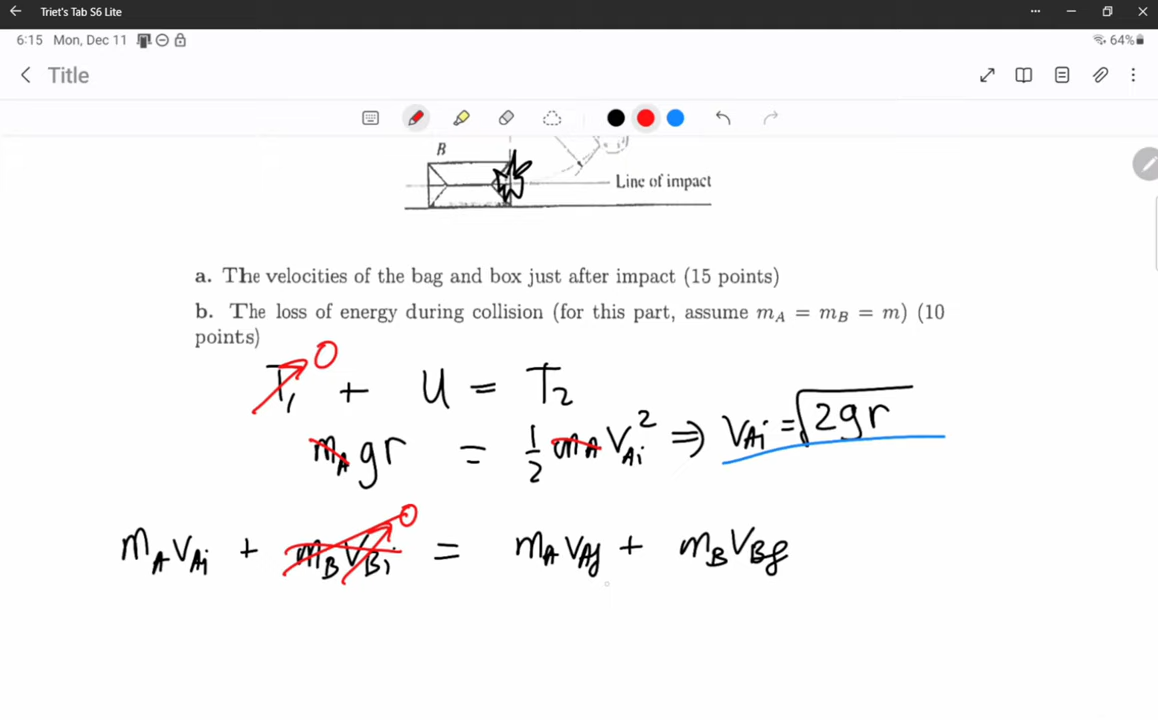 Triet's Tab S6 Lite
6:15 Mon, Dec 11 64%
Title
B
Line of impact
a. The velocities of the bag and box just after impact (15 points)
b. The loss of energy during collision (for this part, assume m_A = m_B = m) (10
points)
T₁ 0 + U = T₂
m_A gr = 1/2 m_A V_Ai² ⇒ V_Ai = √2gr
m_A V_Ai + m_B V_Bi 0 = m_A V_Af + m_B V_Bf